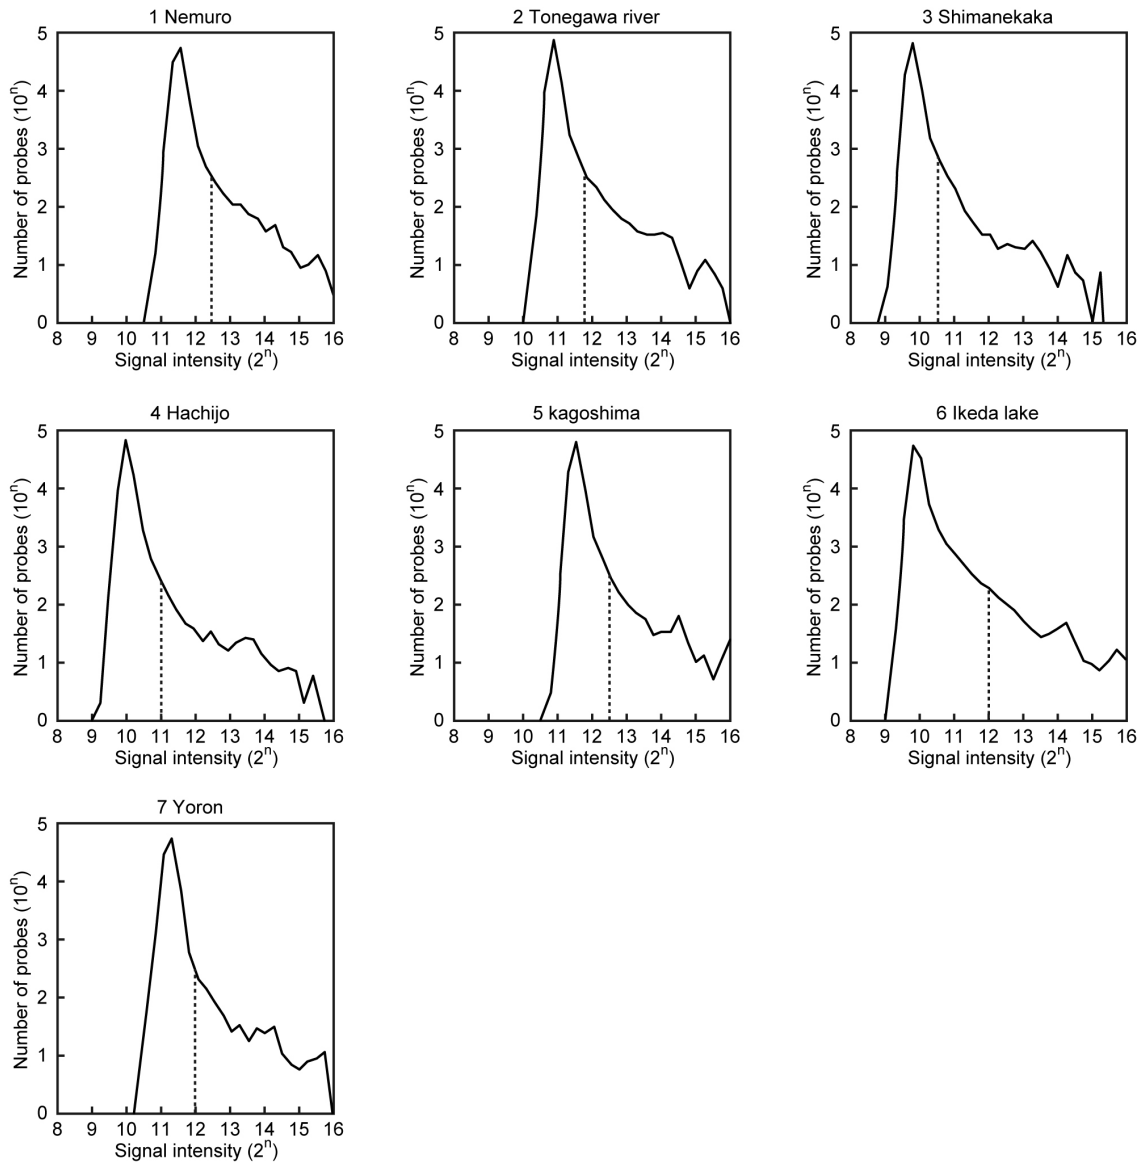 1 Nemuro
5
4
3
2
1
0
Number of probes (10ⁿ)
8 9 10 11 12 13 14 15 16
Signal intensity (2ⁿ)
2 Tonegawa river
5
4
3
2
1
0
Number of probes (10ⁿ)
8 9 10 11 12 13 14 15 16
Signal intensity (2ⁿ)
3 Shimanekaka
5
4
3
2
1
0
Number of probes (10ⁿ)
8 9 10 11 12 13 14 15 16
Signal intensity (2ⁿ)
4 Hachijo
5
4
3
2
1
0
Number of probes (10ⁿ)
8 9 10 11 12 13 14 15 16
Signal intensity (2ⁿ)
5 kagoshima
5
4
3
2
1
0
Number of probes (10ⁿ)
8 9 10 11 12 13 14 15 16
Signal intensity (2ⁿ)
6 Ikeda lake
5
4
3
2
1
0
Number of probes (10ⁿ)
8 9 10 11 12 13 14 15 16
Signal intensity (2ⁿ)
7 Yoron
5
4
3
2
1
0
Number of probes (10ⁿ)
8 9 10 11 12 13 14 15 16
Signal intensity (2ⁿ)